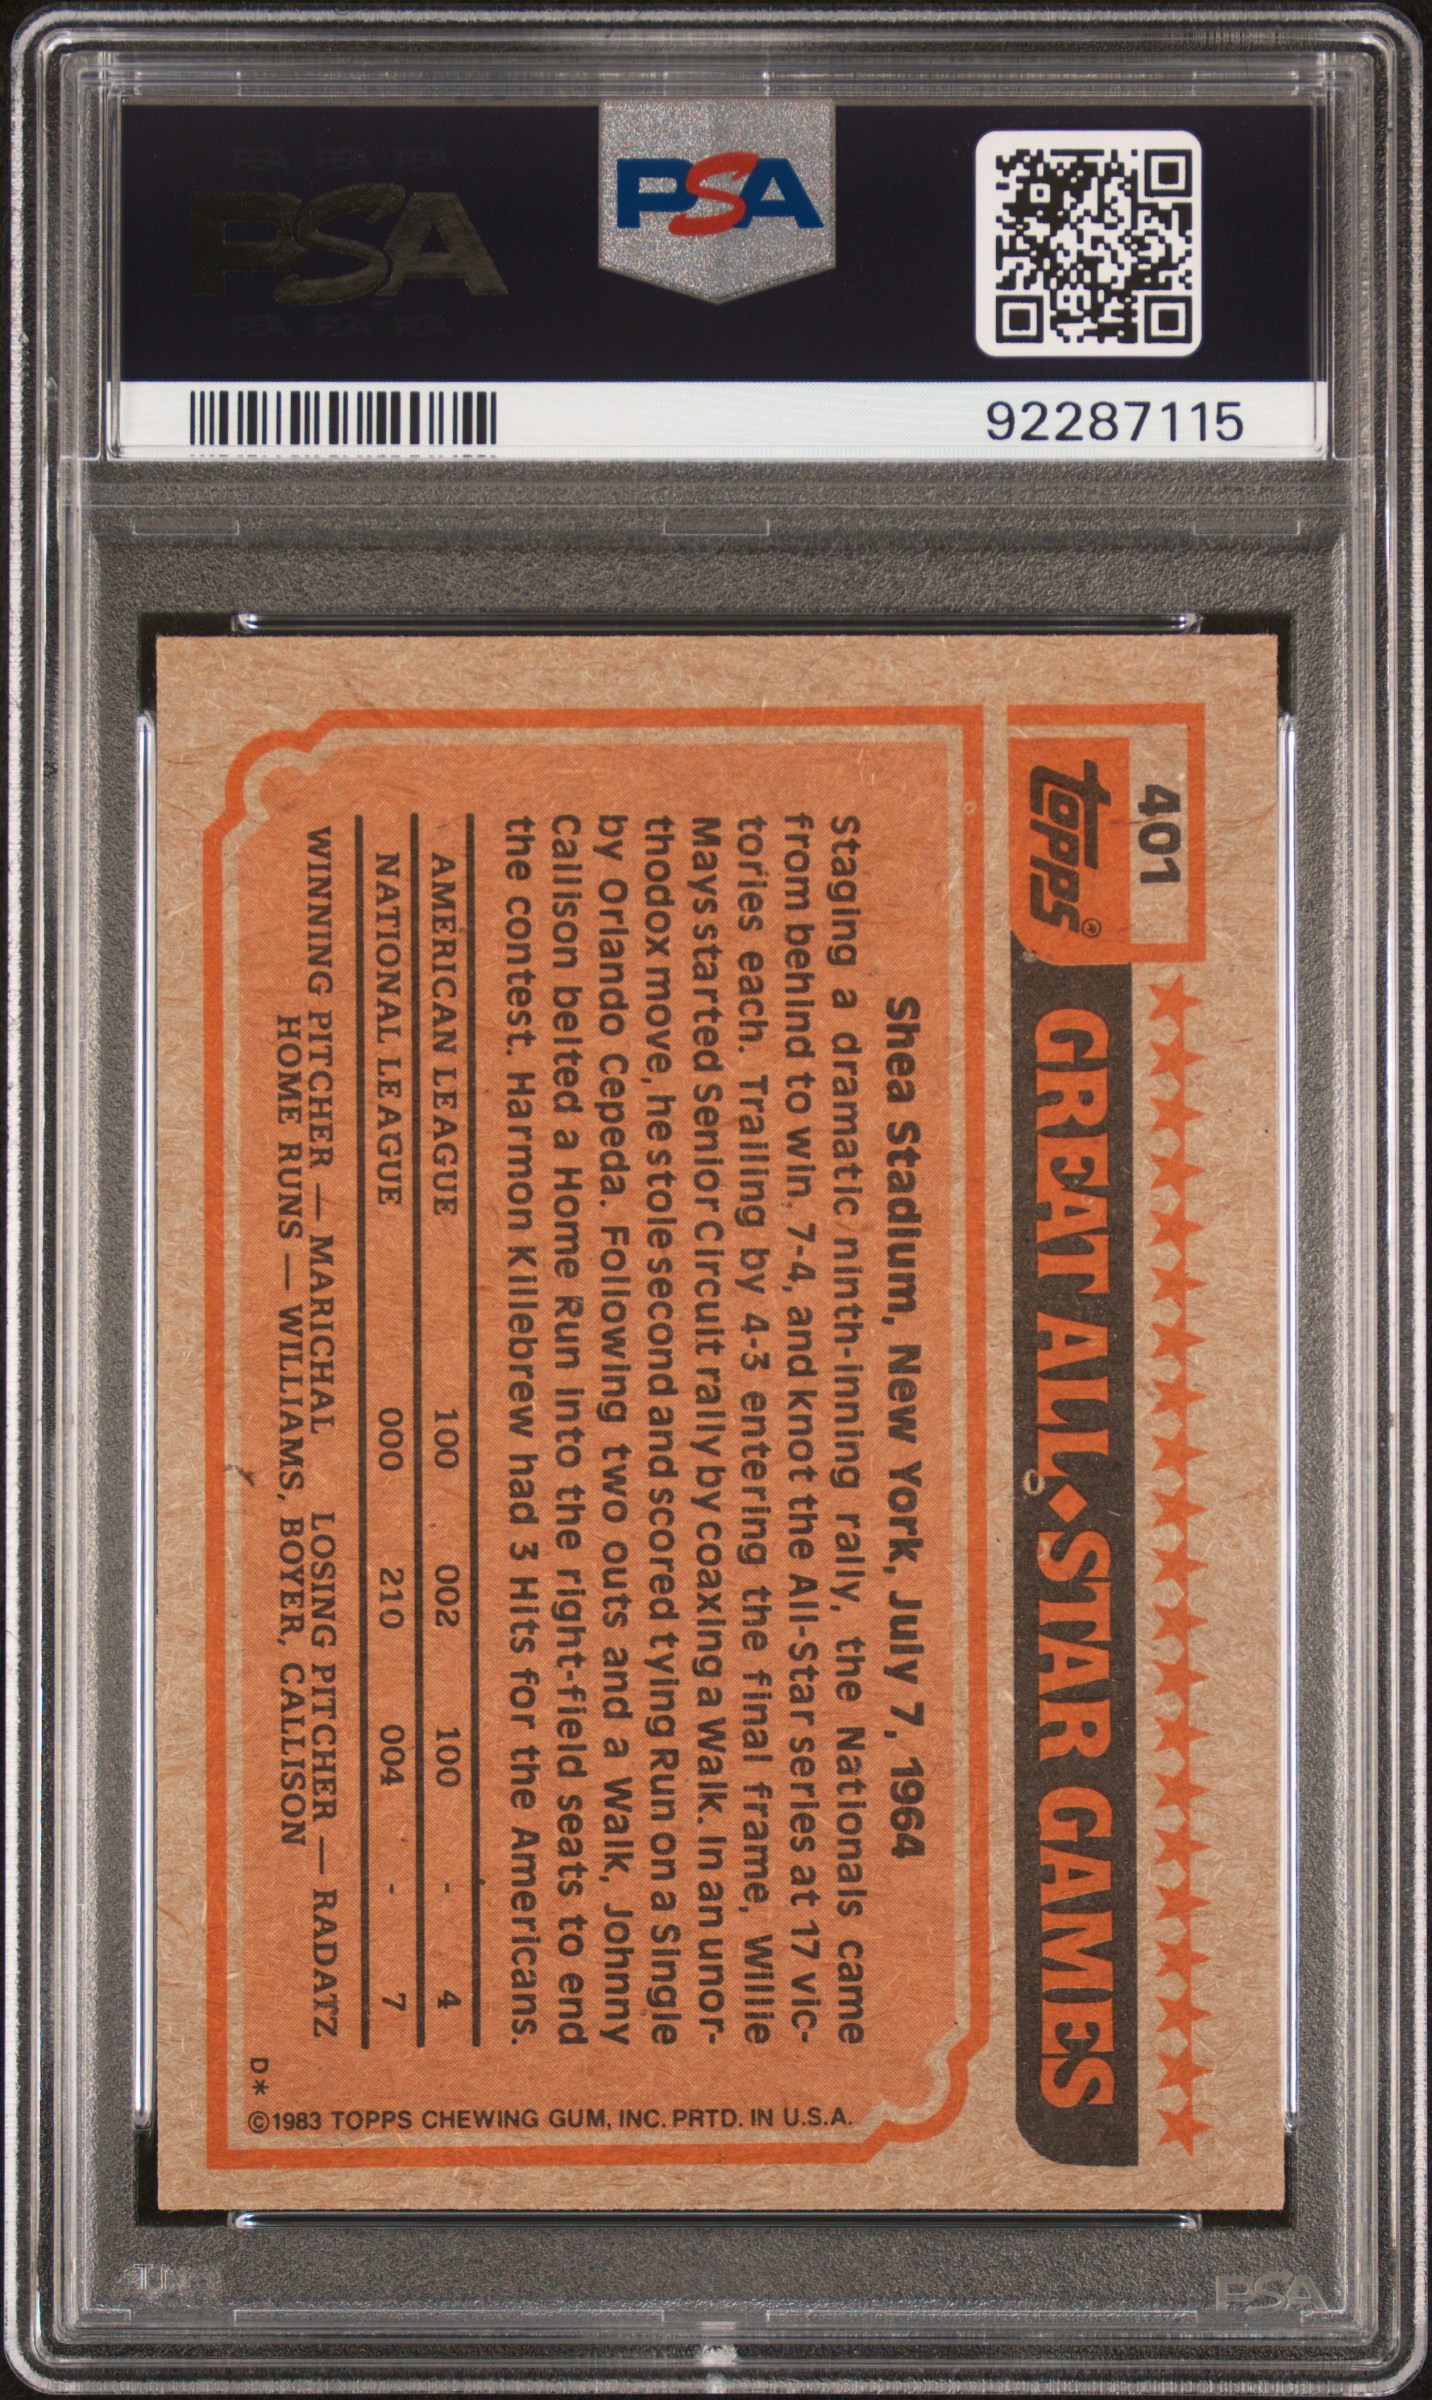 PSA PSA PSA
PSA
PSA PSA PSA
PSA
92287115
401
Topps®
GREAT ALL♦STAR GAMES
Shea Stadium, New York, July 7, 1964
Staging a dramatic ninth-inning rally, the Nationals came
from behind to win, 7-4, and knot the All-Star series at 17 vic-
tories each. Trailing by 4-3 entering the final frame, Willie
Mays started Senior Circuit rally by coaxing a Walk. In an unor-
thodox move, he stole second and scored tying Run on a Single
by Orlando Cepeda. Following two outs and a Walk, Johnny
Callison belted a Home Run into the right-field seats to end
the contest. Harmon Killebrew had 3 Hits for the Americans.
AMERICAN LEAGUE 100 002 100 - 4
NATIONAL LEAGUE 000 210 004 - 7
WINNING PITCHER — MARICHAL LOSING PITCHER — RADATZ
HOME RUNS — WILLIAMS, BOYER, CALLISON
D*
©1983 TOPPS CHEWING GUM, INC. PRTD. IN U.S.A.
PSA